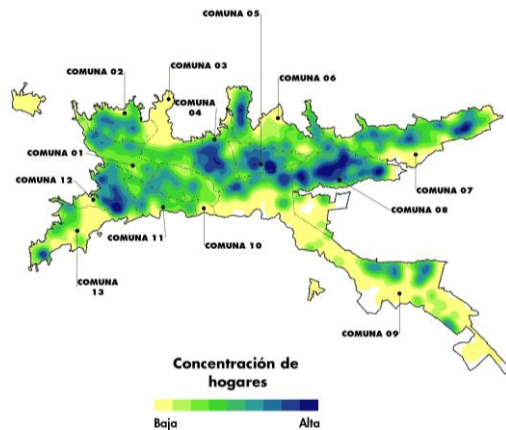 COMUNA 05
COMUNA 03
COMUNA 02
COMUNA 06
COMUNA
04
COMUNA 01
COMUNA 12
COMUNA 07
COMUNA 08
COMUNA 11
COMUNA 10
COMUNA
13
COMUNA 09
Concentración de
hogares
Baja
Alta